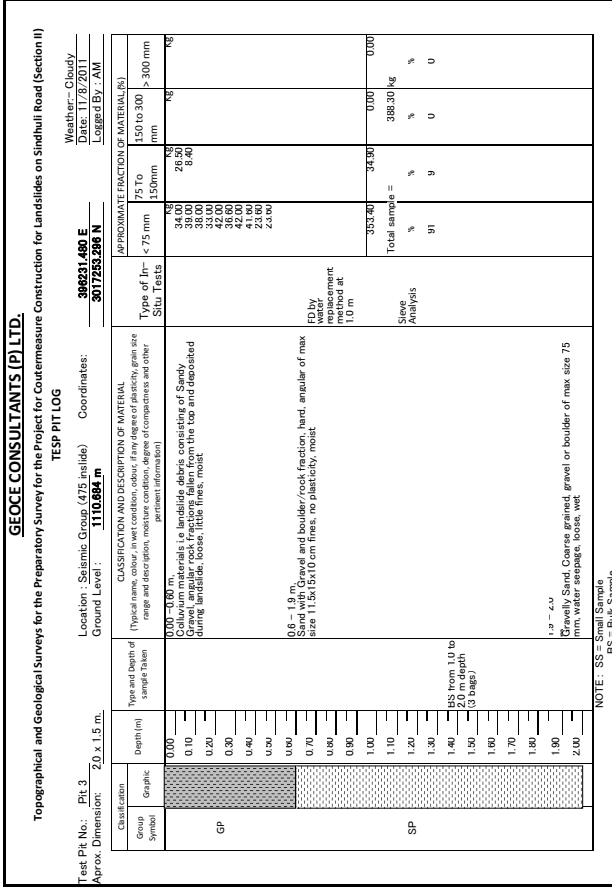 GEOCE CONSULTANTS (P) LTD.
Topographical and Geological Surveys for the Preparatory Survey for the Project for Coutermeasure Construction for Landslides on Sindhuli Road (Section II)
TESP PIT LOG
Weather:- Cloudy
Test Pit No.: Pit 3 Location : Seismic Group (475 inslide) Coordinates: 396231.480 E Date: 11/8/2011
Aprox. Dimension: 2.0 x 1.5 m. Ground Level : 1110.684 m 3017253.296 N Logged By : AM
Classification
Group Symbol
Graphic
Depth (m)
Type and Depth of sample Taken
CLASSIFICATION AND DESCRIPTION OF MATERIAL
(Typical name, colour, in wet condition, odour, if any degree of plasticity, grain size
range and description, moisture condition, degree of compactness and other
pertinent information)
Type of In-Situ Tests
APPROXIMATE FRACTION OF MATERIAL,(%)
< 75 mm
75 To 150mm
150 to 300 mm
> 300 mm
GP
SP
0.00
0.10
0.20
0.30
0.40
0.50
0.60
0.70
0.80
0.90
1.00
1.10
1.20
1.30
1.40
1.50
1.60
1.70
1.80
1.90
2.00
BS from 1.0 to
2.0 m depth
(3 bags)
0.00 -0.60 m.
Colluvium materials i.e landslide debris consisting of Sandy
Gravel, angular rock fractions fallen from the top and deposited
during landslide, loose, little fines, moist
0.6 - 1.9 m
Sand with Gravel and boulder/rock fraction, hard, angular of max
size 11.5x15x10 cm fines, no plasticity, moist
1.9 - 2.0
Gravelly Sand, Coarse grained, gravel or boulder of max size 75
mm, water seepage, loose, wet
FD by
water
replacement
method at
1.0 m
Sieve
Analysis
Kg Kg Kg Kg
34.00 26.50
39.00 8.40
38.00
33.00
42.00
36.60
42.00
41.60
23.60
23.60
353.40 34.90 0.00 0.00
Total sample = 388.30 kg
% % % %
91 9 0 0
NOTE : SS = Small Sample
BS = Bulk Sample